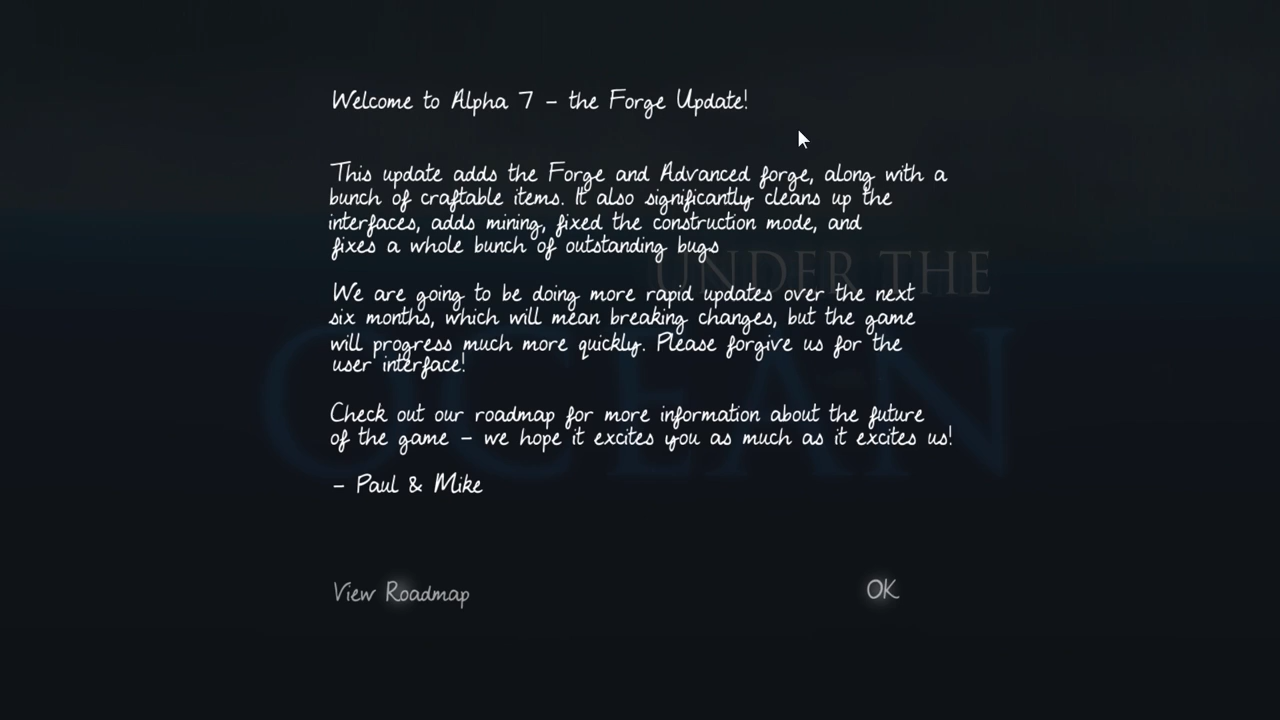 Welcome to Alpha 7 - the Forge Update!
This update adds the Forge and Advanced forge, along with a
bunch of craftable items. It also significantly cleans up the
interfaces, adds mining, fixed the construction mode, and
fixes a whole bunch of outstanding bugs
UNDER THE
We are going to be doing more rapid updates over the next
six months, which will mean breaking changes, but the game
will progress much more quickly. Please forgive us for the
user interface!
OCEAN
Check out our roadmap for more information about the future
of the game - we hope it excites you as much as it excites us!
- Paul & Mike
View Roadmap
OK